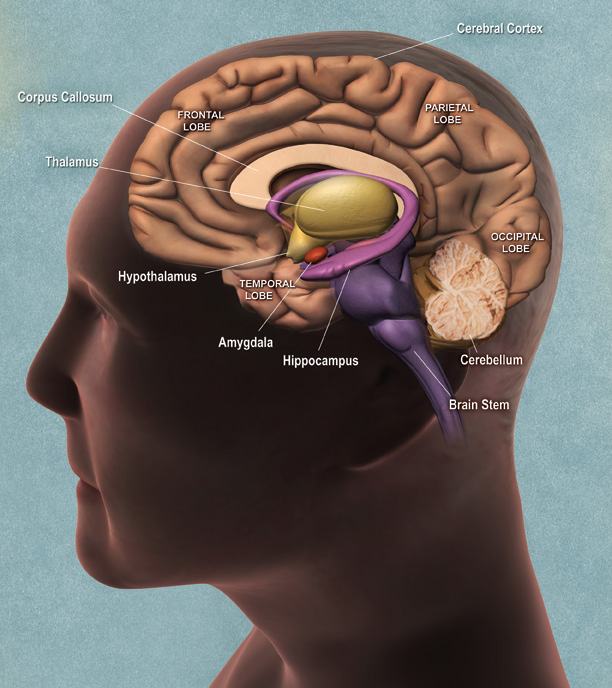 Cerebral Cortex
Corpus Callosum
FRONTAL
LOBE
PARIETAL
LOBE
Thalamus
OCCIPITAL
LOBE
Hypothalamus
TEMPORAL
LOBE
Amygdala
Hippocampus
Cerebellum
Brain Stem